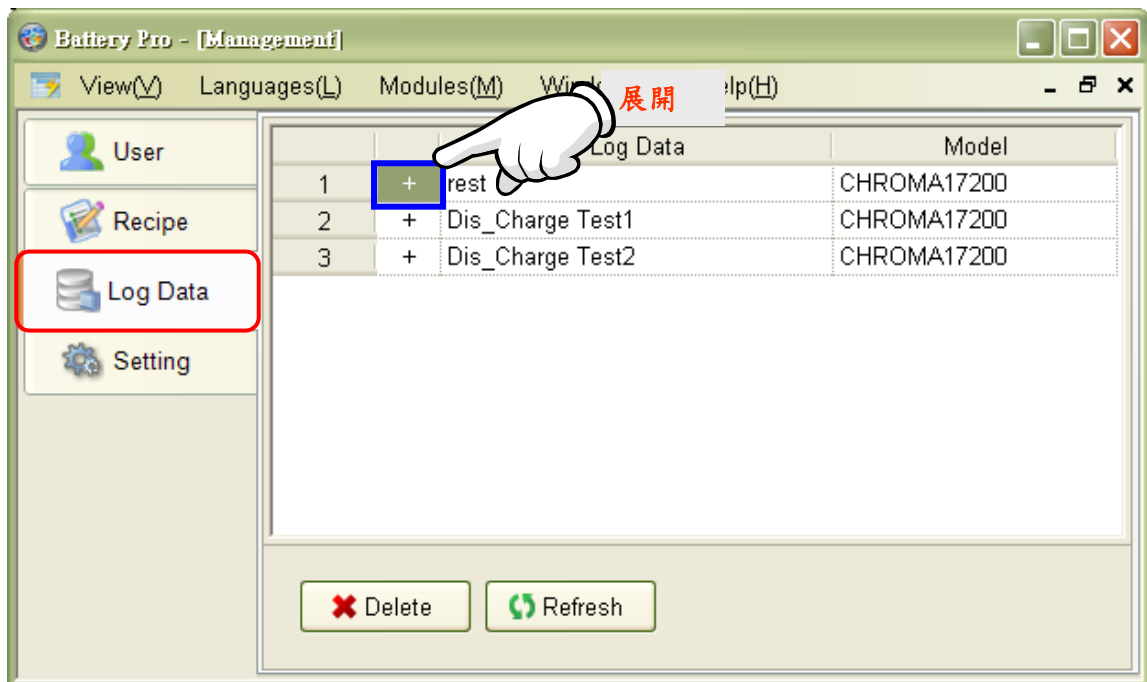 Battery Pro - [Management]
View(V) Languages(L) Modules(M) elp(H)
展開
User
Recipe
Log Data
Setting
Log Data Model
1 + rest CHROMA17200
2 + Dis_Charge Test1 CHROMA17200
3 + Dis_Charge Test2 CHROMA17200
Delete Refresh